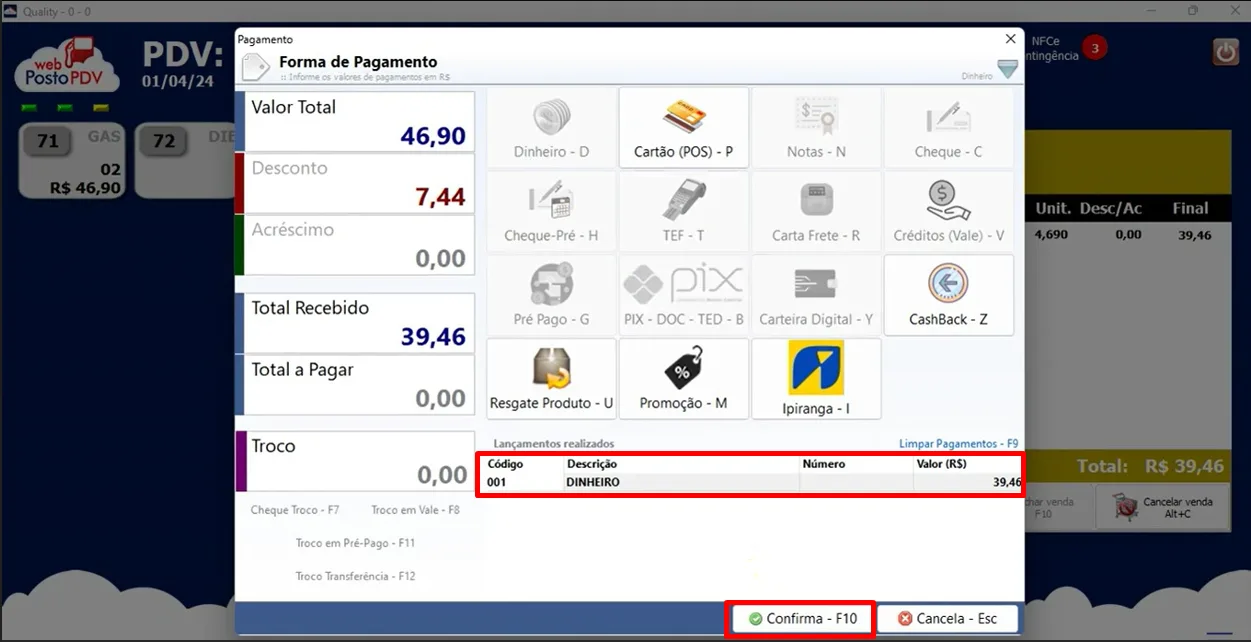 Quality - 0 - 0
web
PostoPDV
PDV:
01/04/24
NFCe
ntingência
3
71
GAS
02
R$ 46,90
72
DIE
Pagamento
Forma de Pagamento
:: Informe os valores de pagamentos em R$
Dinheiro
Valor Total
46,90
Desconto
7,44
Acréscimo
0,00
Total Recebido
39,46
Total a Pagar
0,00
Troco
0,00
Cheque Troco - F7
Troco em Vale - F8
Troco em Pré-Pago - F11
Troco Transferência - F12
Dinheiro - D
Cartão (POS) - P
Notas - N
Cheque - C
Cheque-Pré - H
TEF - T
Carta Frete - R
Créditos (Vale) - V
Pré Pago - G
pix
PIX - DOC - TED - B
Carteira Digital - Y
CashBack - Z
Resgate Produto - U
Promoção - M
Ipiranga - I
Lançamentos realizados
Limpar Pagamentos - F9
Código Descrição Número Valor (R$)
001 DINHEIRO 39,46
Confirma - F10
Cancela - Esc
Unit. Desc/Ac Final
4,690 0,00 39,46
Total: R$ 39,46
har venda
F10
Cancelar venda
Alt+C